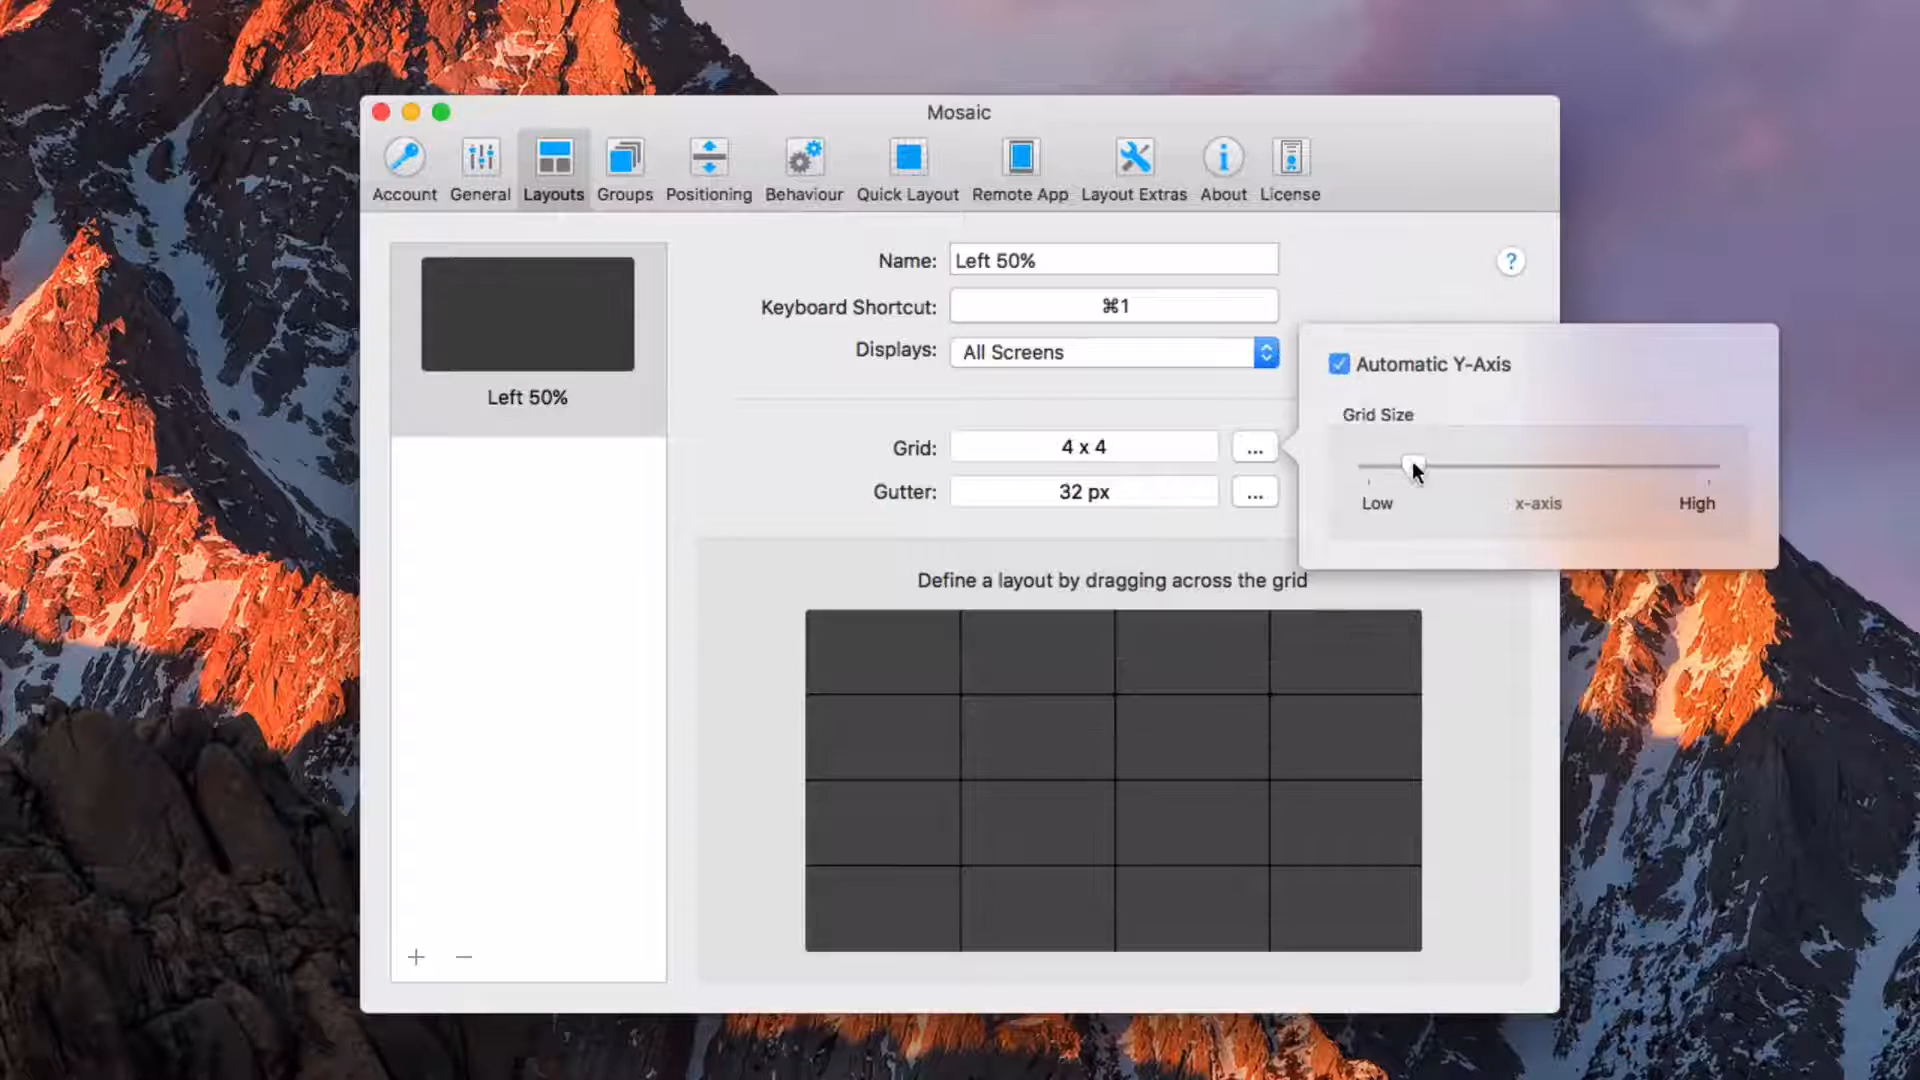 Mosaic
Account General Layouts Groups Positioning Behaviour Quick Layout Remote App Layout Extras About License
Name: Left 50%
?
Keyboard Shortcut: ⌘1
Displays: All Screens
Automatic Y-Axis
Left 50%
Grid Size
Grid: 4 x 4 ...
Gutter: 32 px ...
Low x-axis High
Define a layout by dragging across the grid